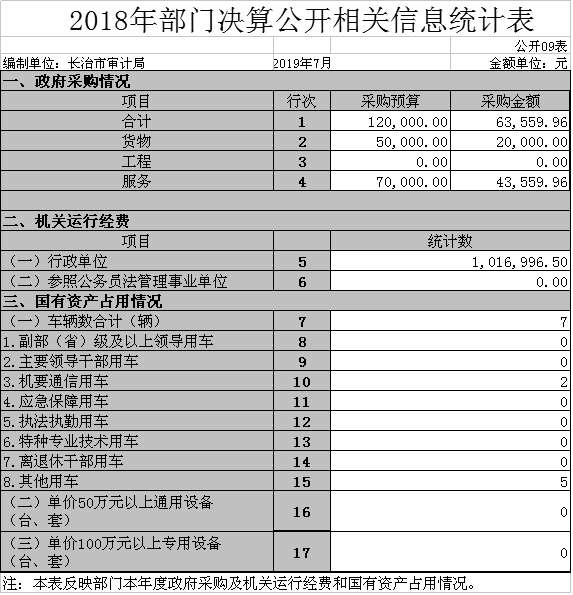 2018年部门决算公开相关信息统计表
公开09表
编制单位：长治市审计局 2019年7月 金额单位：元
一、政府采购情况
项目 行次 采购预算 采购金额
合计 1 120,000.00 63,559.96
货物 2 50,000.00 20,000.00
工程 3 0.00 0.00
服务 4 70,000.00 43,559.96
二、机关运行经费
项目 统计数
（一）行政单位 5 1,016,996.50
（二）参照公务员法管理事业单位 6 0.00
三、国有资产占用情况
（一）车辆数合计（辆） 7 7
1.副部（省）级及以上领导用车 8 0
2.主要领导干部用车 9 0
3.机要通信用车 10 2
4.应急保障用车 11 0
5.执法执勤用车 12 0
6.特种专业技术用车 13 0
7.离退休干部用车 14 0
8.其他用车 15 5
（二）单价50万元以上通用设备
（台、套） 16 0
（三）单价100万元以上专用设备
（台、套） 17 0
注：本表反映部门本年度政府采购及机关运行经费和国有资产占用情况。